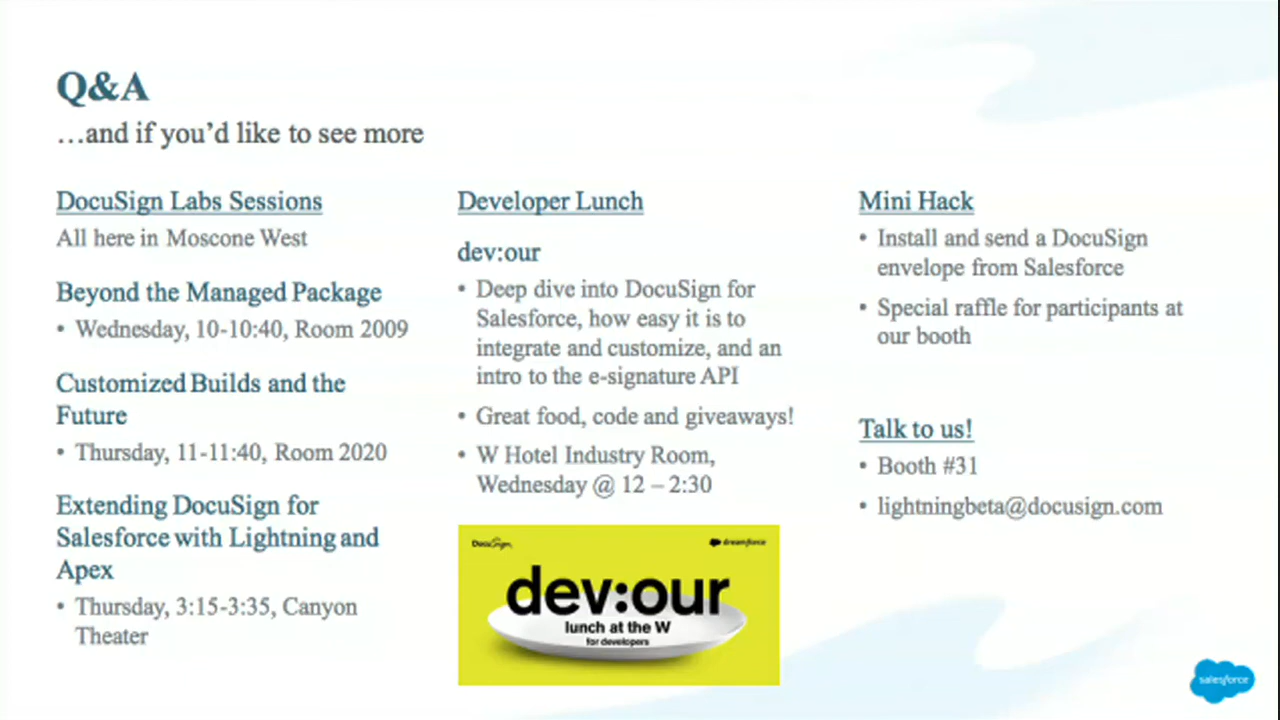 Q&A
…and if you’d like to see more
DocuSign Labs Sessions
All here in Moscone West
Beyond the Managed Package
• Wednesday, 10-10:40, Room 2009
Customized Builds and the
Future
• Thursday, 11-11:40, Room 2020
Extending DocuSign for
Salesforce with Lightning and
Apex
• Thursday, 3:15-3:35, Canyon
Theater
Developer Lunch
dev:our
• Deep dive into DocuSign for
Salesforce, how easy it is to
integrate and customize, and an
intro to the e-signature API
• Great food, code and giveaways!
• W Hotel Industry Room,
Wednesday @ 12 – 2:30
DocuSign
dreamforce
dev:our
lunch at the W
for developers
Mini Hack
• Install and send a DocuSign
envelope from Salesforce
• Special raffle for participants at
our booth
Talk to us!
• Booth #31
• lightningbeta@docusign.com
salesforce